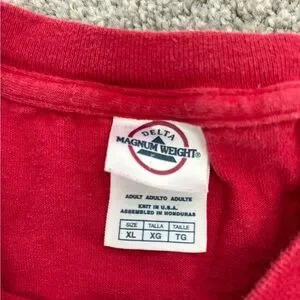 DELTA
MAGNUM WEIGHT®
ADULT ADULTO ADULTE
KNIT IN U.S.A.
ASSEMBLED IN HONDURAS
SIZE TALLA TAILLE
XL XG TG